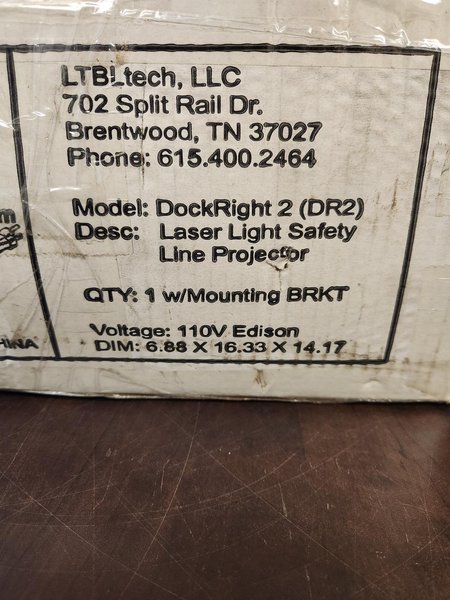 LTBLtech, LLC
702 Split Rail Dr.
Brentwood, TN 37027
Phone: 615.400.2464
Model: DockRight 2 (DR2)
Desc: Laser Light Safety
Line Projector
QTY: 1 w/Mounting BRKT
Voltage: 110V Edison
DIM: 6.88 X 16.33 X 14.17